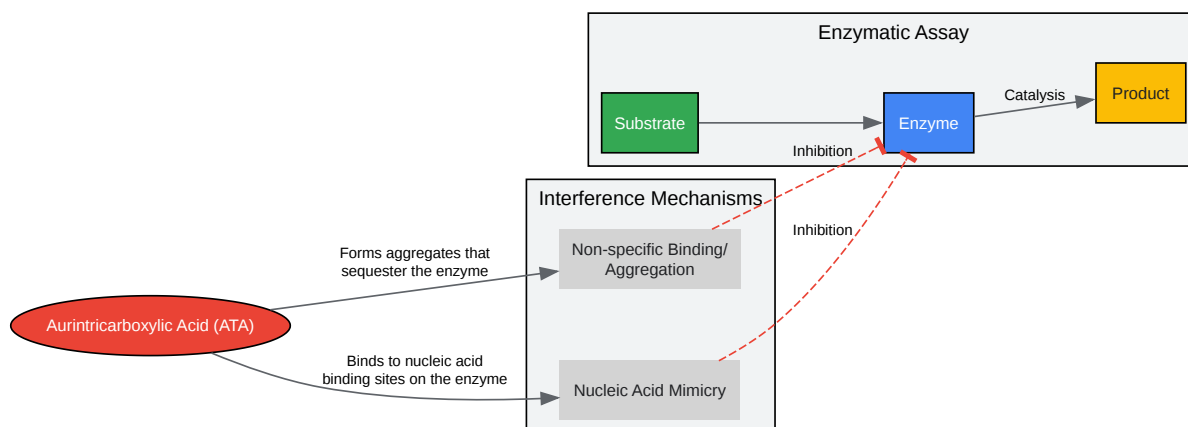 Enzymatic Assay
Substrate
Enzyme
Catalysis
Product
Inhibition
Interference Mechanisms
Inhibition
Non-specific Binding/
Aggregation
Forms aggregates that
sequester the enzyme
Aurintricarboxylic Acid (ATA)
Binds to nucleic acid
binding sites on the enzyme
Nucleic Acid Mimicry